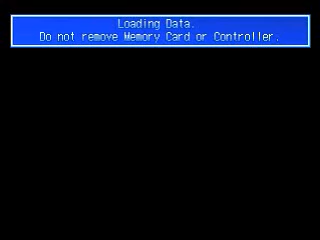 Loading Data.
Do not remove Memory Card or Controller.